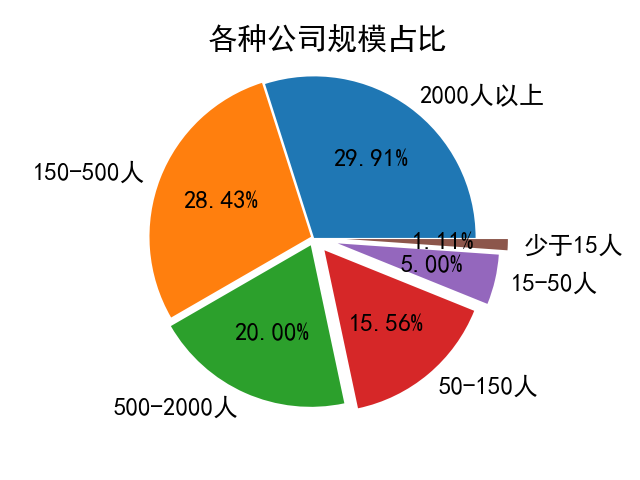 各种公司规模占比
2000人以上
29.91%
150-500人
28.43%
1.11%
少于15人
5.00%
15-50人
15.56%
20.00%
50-150人
500-2000人